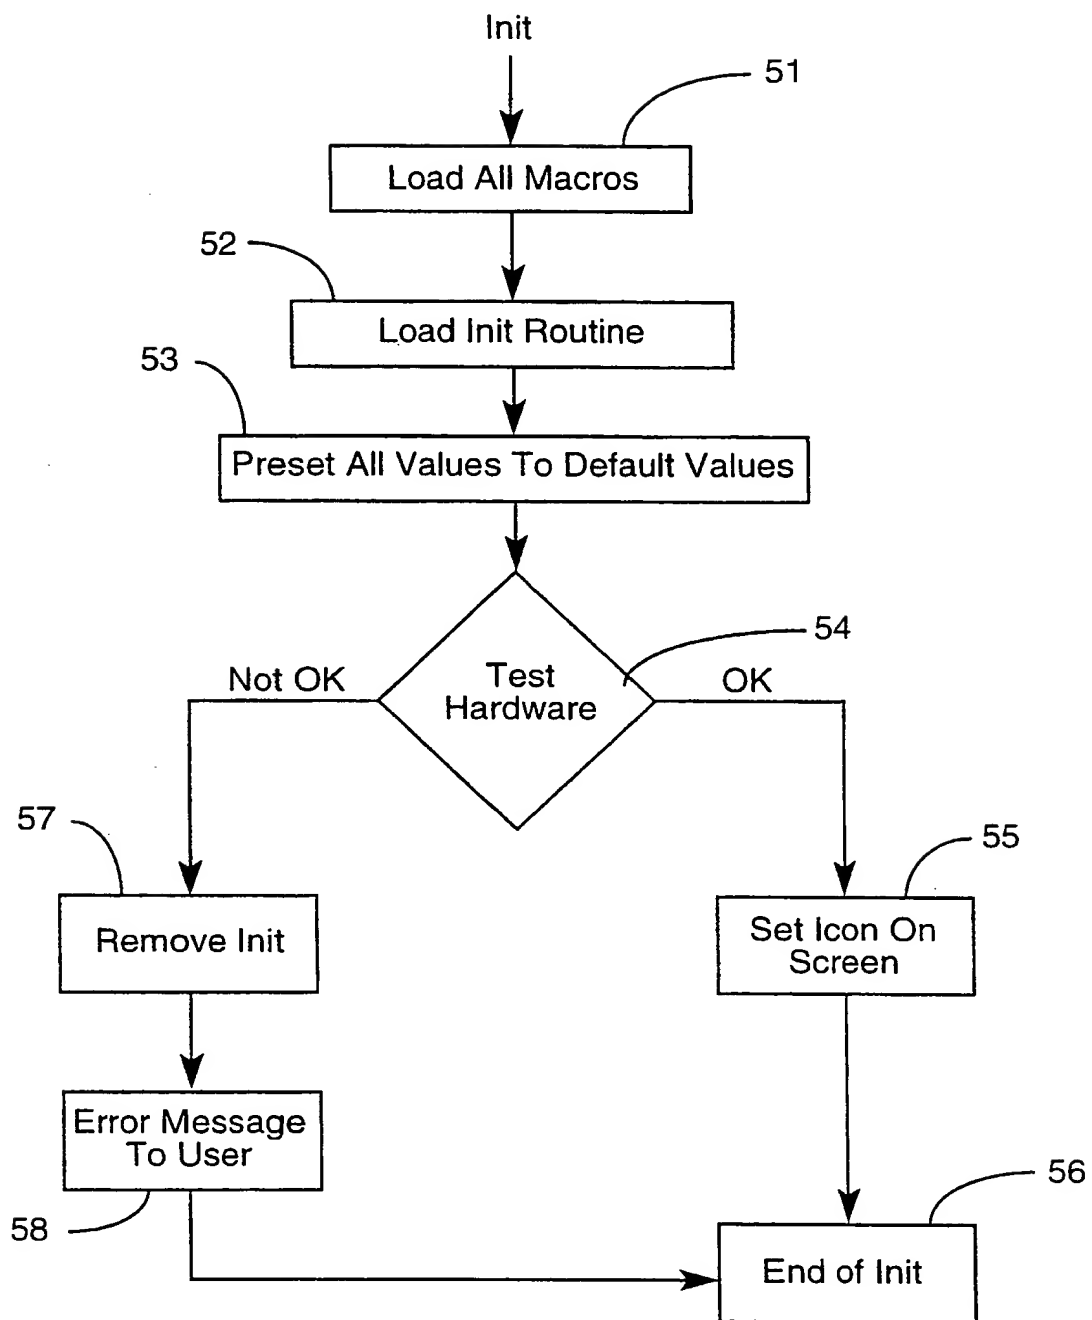 Init
51
Load All Macros
52
Load Init Routine
53
Preset All Values To Default Values
54
Test
Hardware
Not OK
OK
57
55
Remove Init
Set Icon On
Screen
Error Message
To User
56
58
End of Init